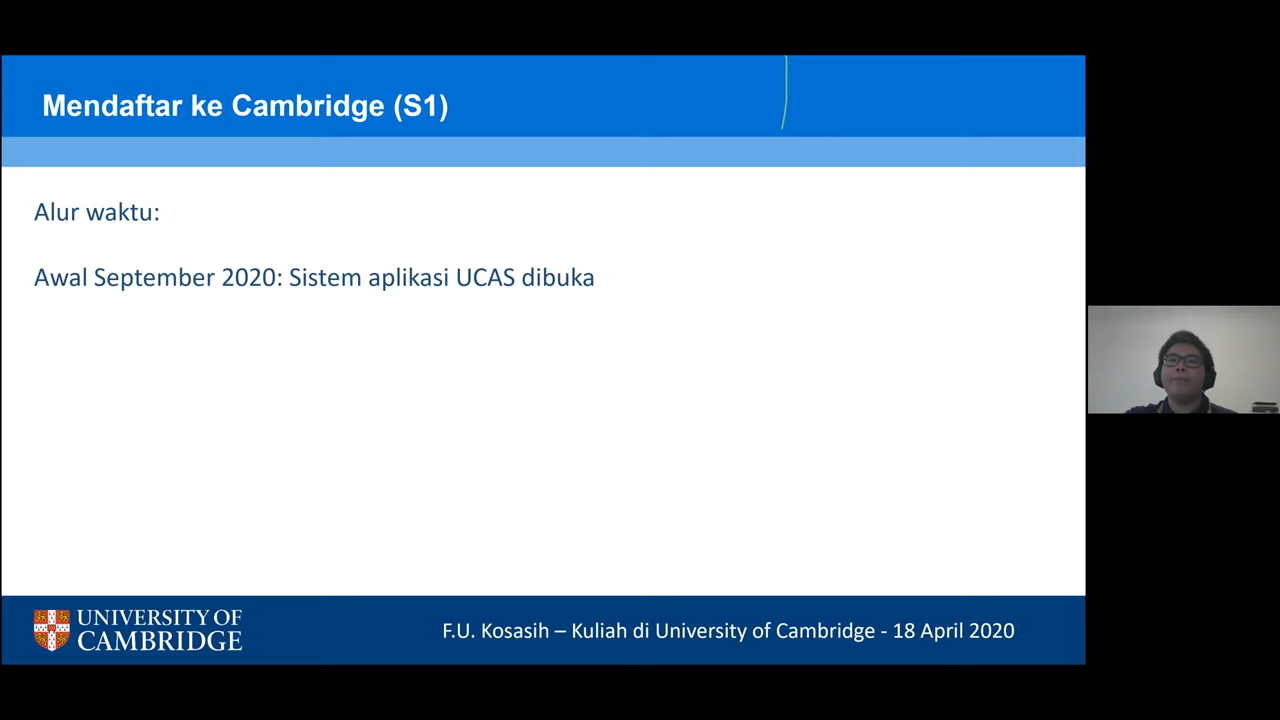 Mendaftar ke Cambridge (S1)
Alur waktu:
Awal September 2020: Sistem aplikasi UCAS dibuka
UNIVERSITY OF
CAMBRIDGE
F.U. Kosasih – Kuliah di University of Cambridge - 18 April 2020